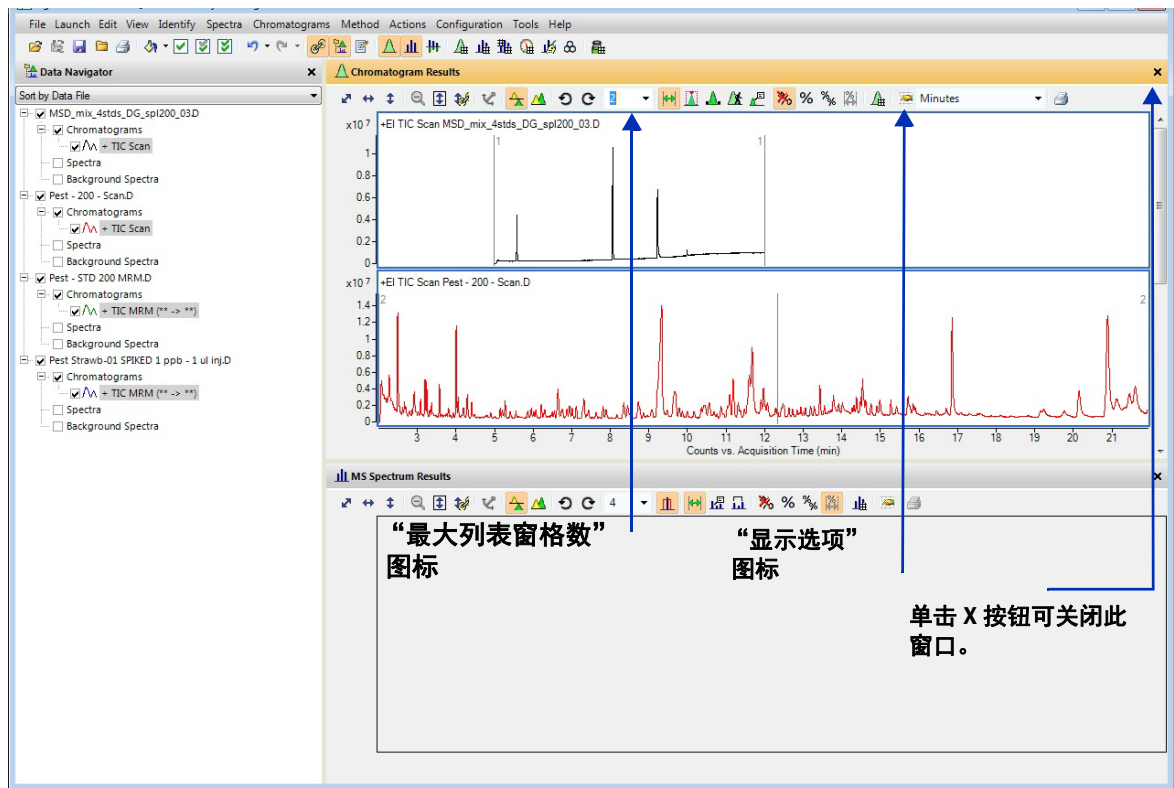 File Launch Edit View Identify Spectra Chromatograms Method Actions Configuration Tools Help
Data Navigator
Sort by Data File
MSD_mix_4stds_DG_spl200_03.D
Chromatograms
+ TIC Scan
Spectra
Background Spectra
Pest - 200 - Scan.D
Chromatograms
+ TIC Scan
Spectra
Background Spectra
Pest - STD 200 MRM.D
Chromatograms
+ TIC MRM (** -> **)
Spectra
Background Spectra
Pest Strawb-01 SPIKED 1 ppb - 1 ul inj.D
Chromatograms
+ TIC MRM (** -> **)
Spectra
Background Spectra
Chromatogram Results
2
Minutes
x10 7 +EI TIC Scan MSD_mix_4stds_DG_spl200_03.D
1 1
1
0.8
0.6
0.4
0.2
0
x10 7 +EI TIC Scan Pest - 200 - Scan.D
2 2
1.4
1.2
1
0.8
0.6
0.4
0.2
0
3 4 5 6 7 8 9 10 11 12 13 14 15 16 17 18 19 20 21
Counts vs. Acquisition Time (min)
MS Spectrum Results
4
“最大列表窗格数”
图标
“显示选项”
图标
单击 X 按钮可关闭此
窗口。